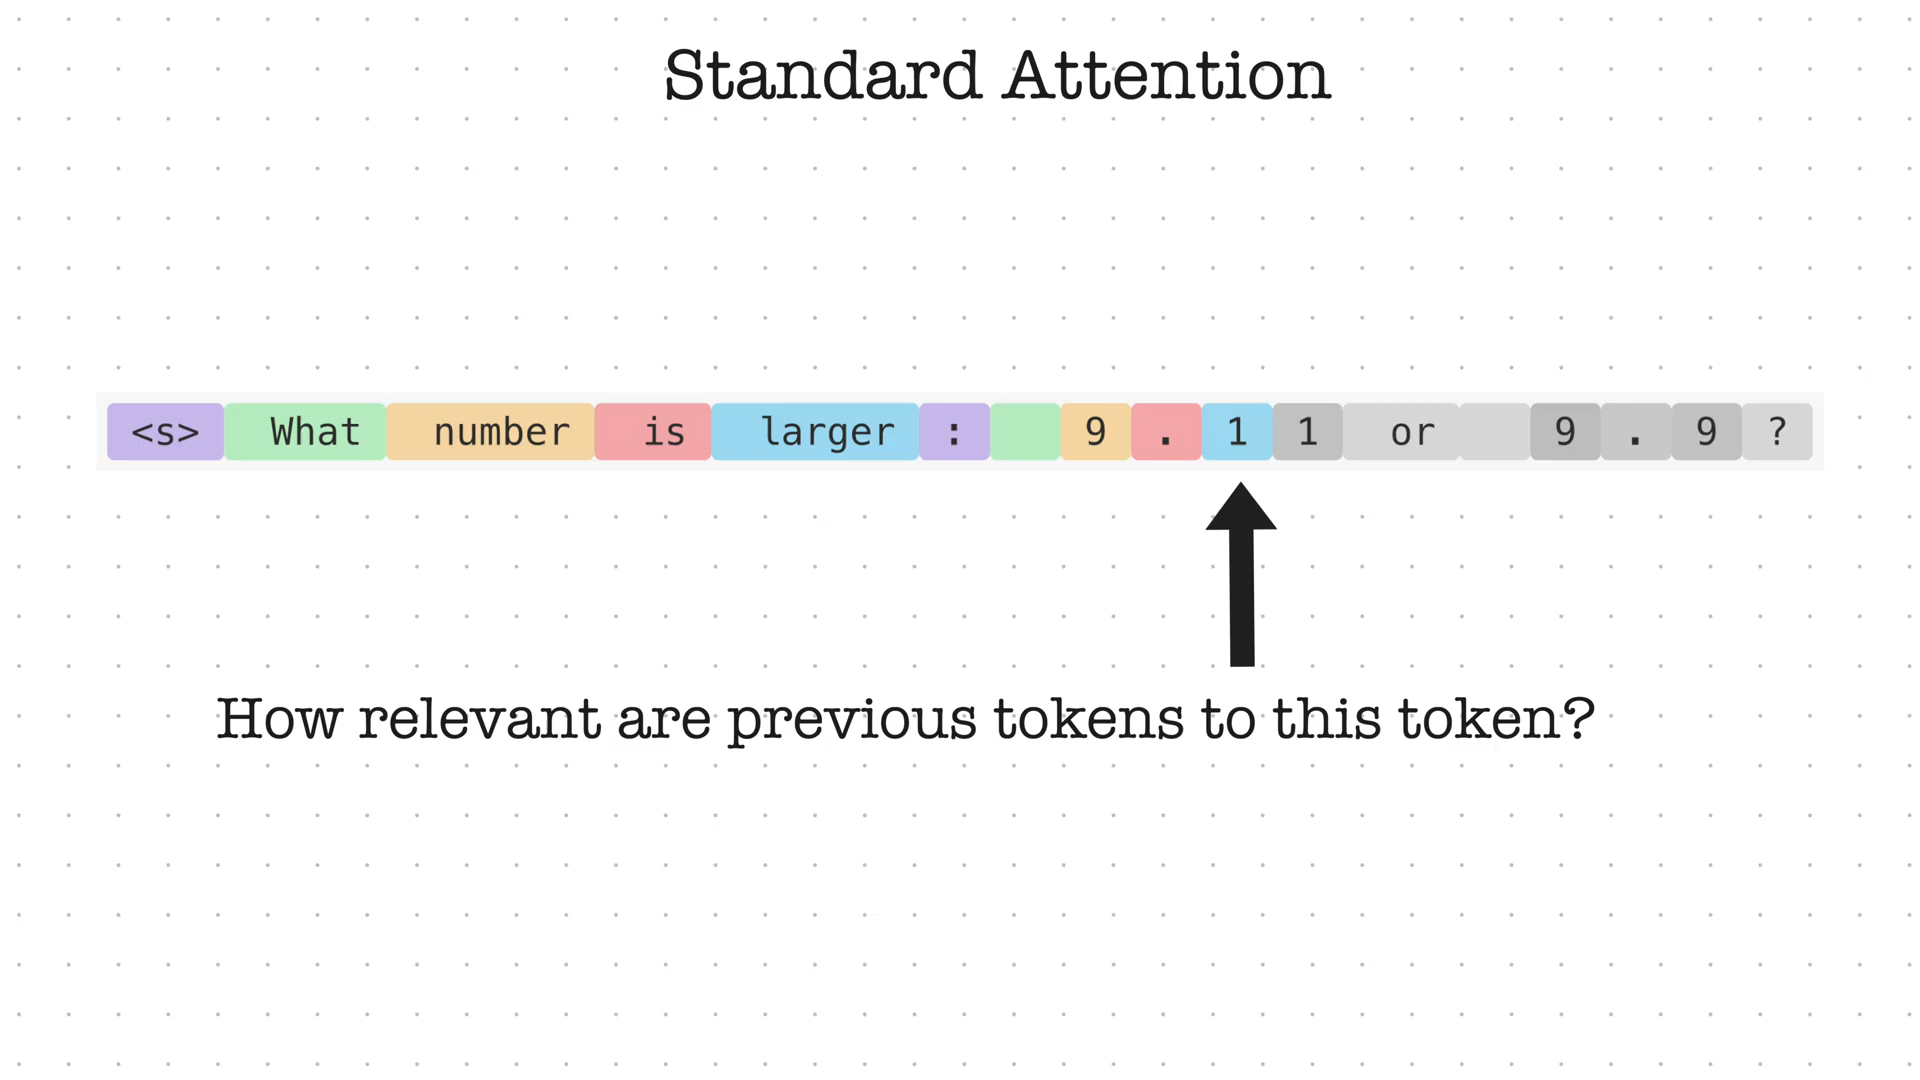 Standard Attention
<s> What number is larger : 9 . 1 1 or 9 . 9 ?
How relevant are previous tokens to this token?